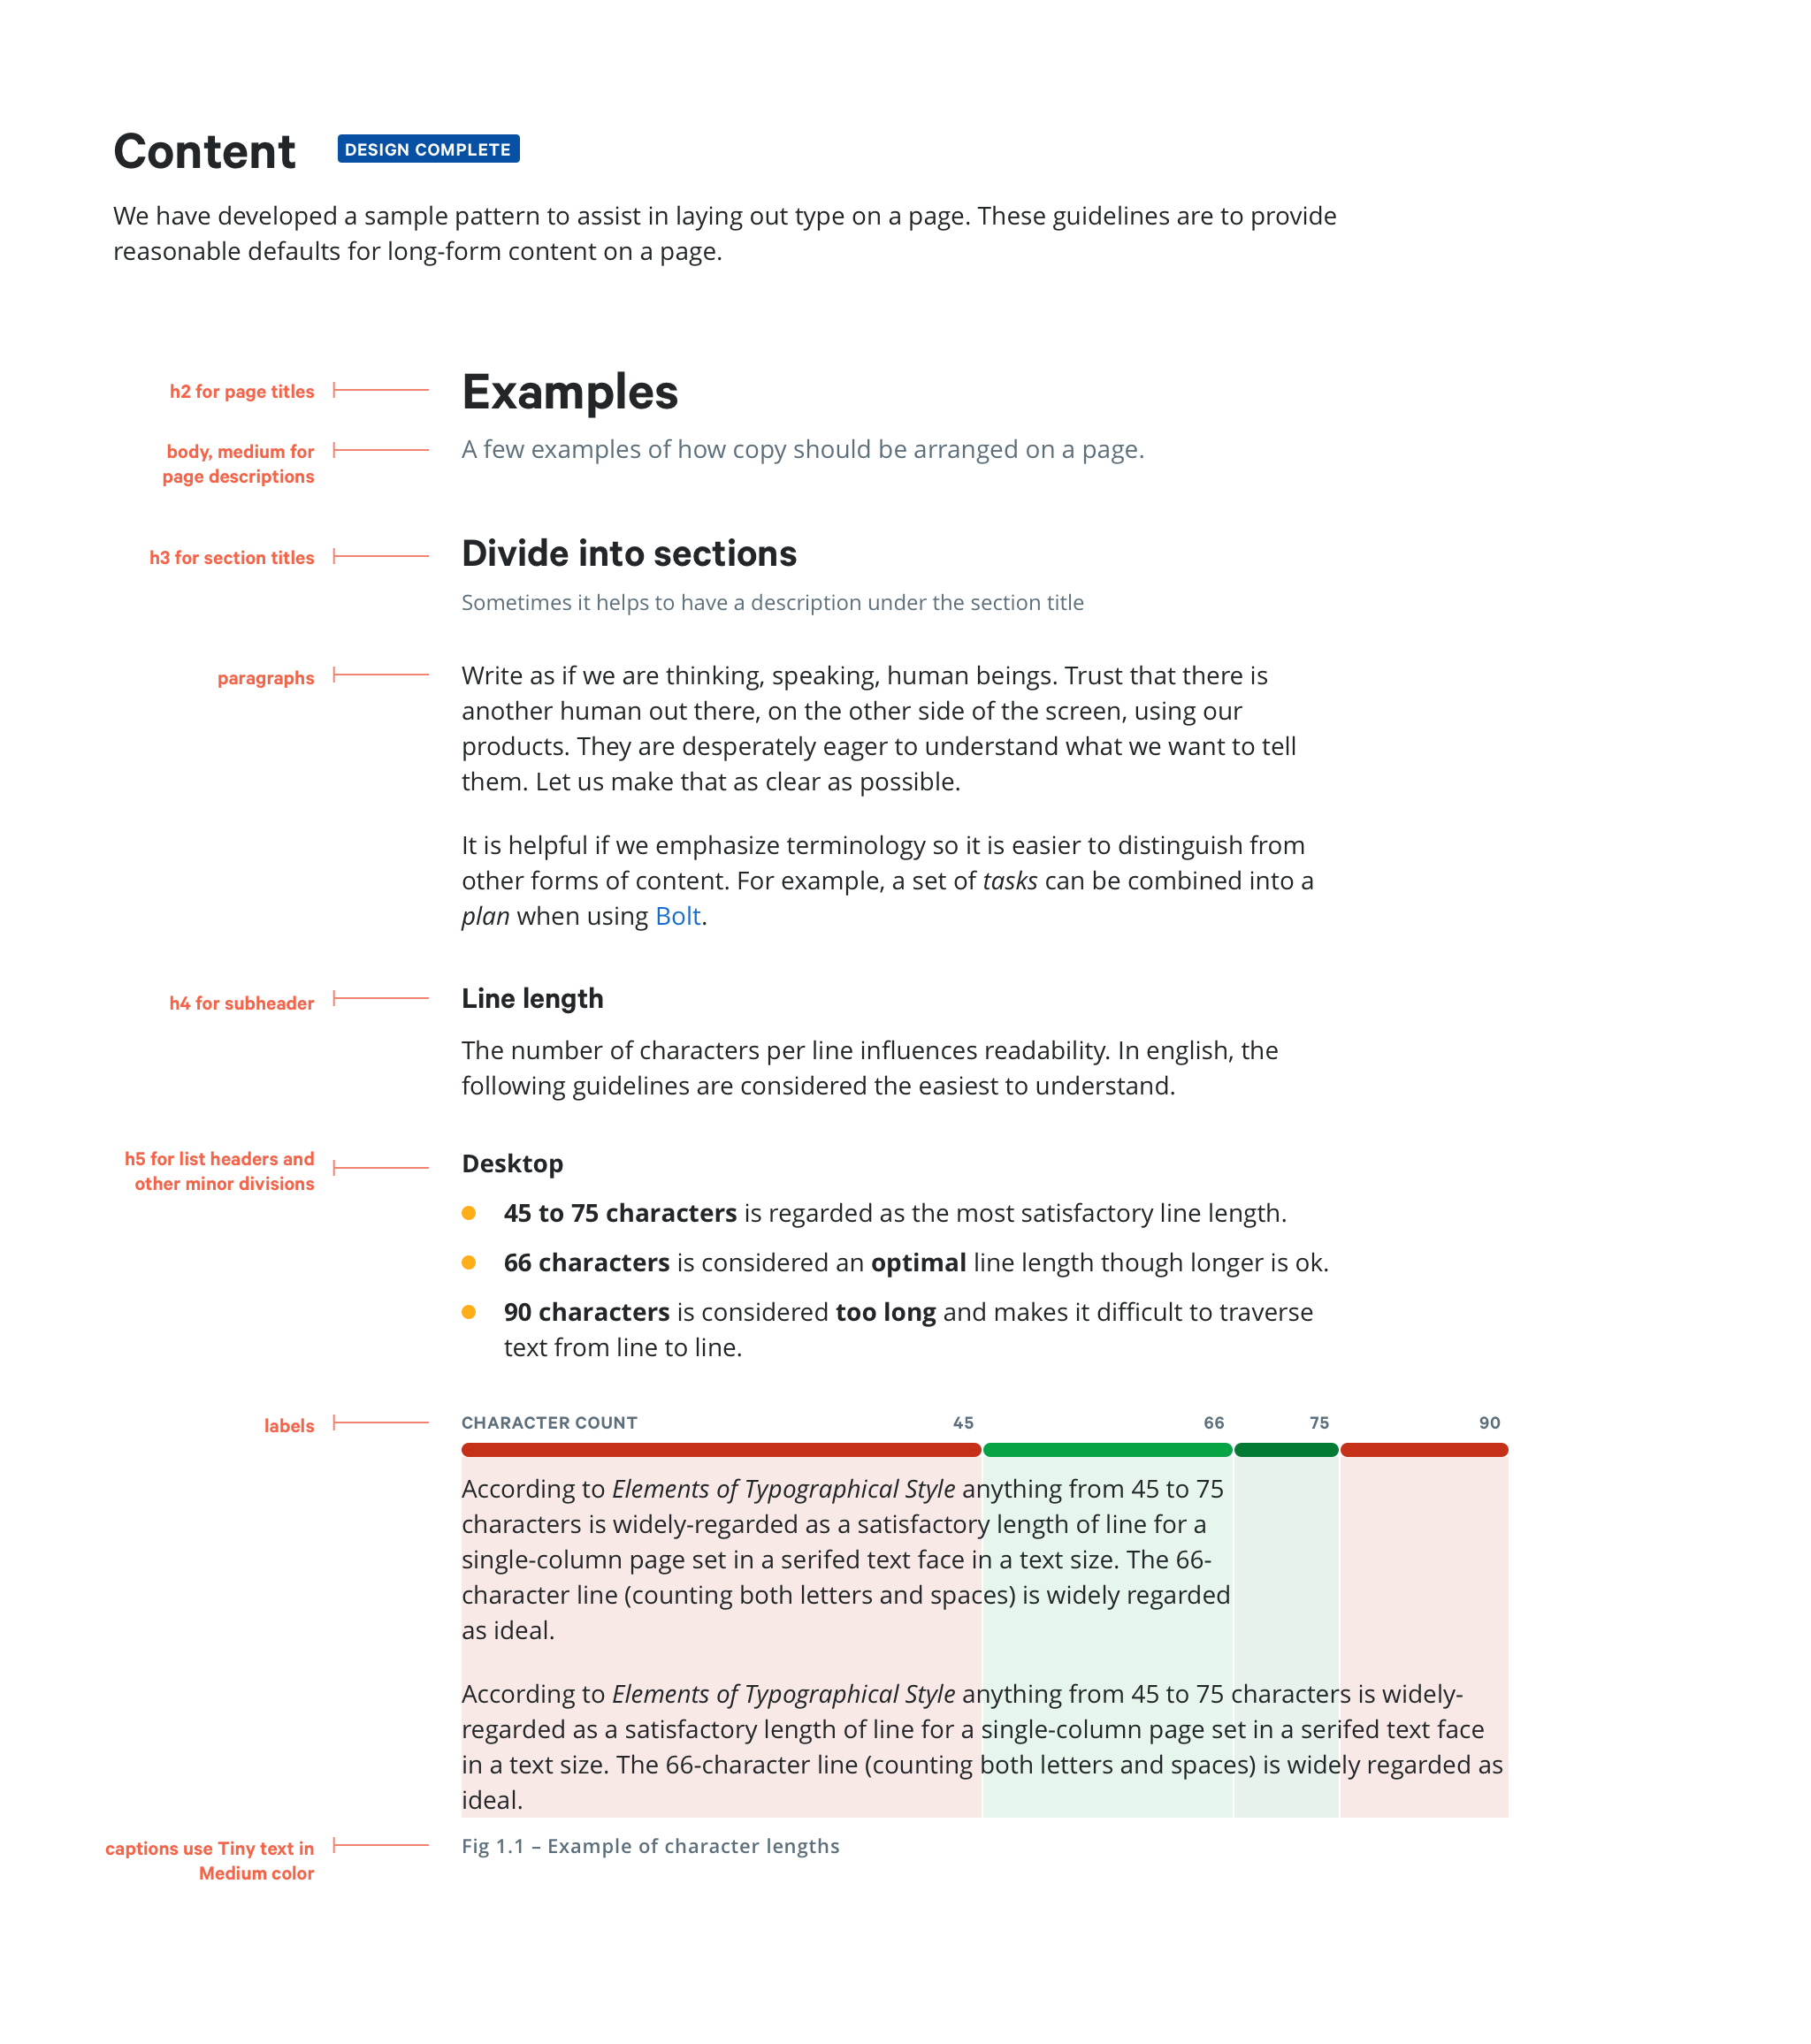 Content
DESIGN COMPLETE
We have developed a sample pattern to assist in laying out type on a page. These guidelines are to provide
reasonable defaults for long-form content on a page.
h2 for page titles
Examples
body, medium for
page descriptions
A few examples of how copy should be arranged on a page.
h3 for section titles
Divide into sections
Sometimes it helps to have a description under the section title
paragraphs
Write as if we are thinking, speaking, human beings. Trust that there is
another human out there, on the other side of the screen, using our
products. They are desperately eager to understand what we want to tell
them. Let us make that as clear as possible.
It is helpful if we emphasize terminology so it is easier to distinguish from
other forms of content. For example, a set of tasks can be combined into a
plan when using Bolt.
h4 for subheader
Line length
The number of characters per line influences readability. In english, the
following guidelines are considered the easiest to understand.
h5 for list headers and
other minor divisions
Desktop
45 to 75 characters is regarded as the most satisfactory line length.
66 characters is considered an optimal line length though longer is ok.
90 characters is considered too long and makes it difficult to traverse
text from line to line.
labels
CHARACTER COUNT 45 66 75 90
According to Elements of Typographical Style anything from 45 to 75
characters is widely-regarded as a satisfactory length of line for a
single-column page set in a serifed text face in a text size. The 66-
character line (counting both letters and spaces) is widely regarded
as ideal.
According to Elements of Typographical Style anything from 45 to 75 characters is widely-
regarded as a satisfactory length of line for a single-column page set in a serifed text face
in a text size. The 66-character line (counting both letters and spaces) is widely regarded as
ideal.
captions use Tiny text in
Medium color
Fig 1.1 – Example of character lengths